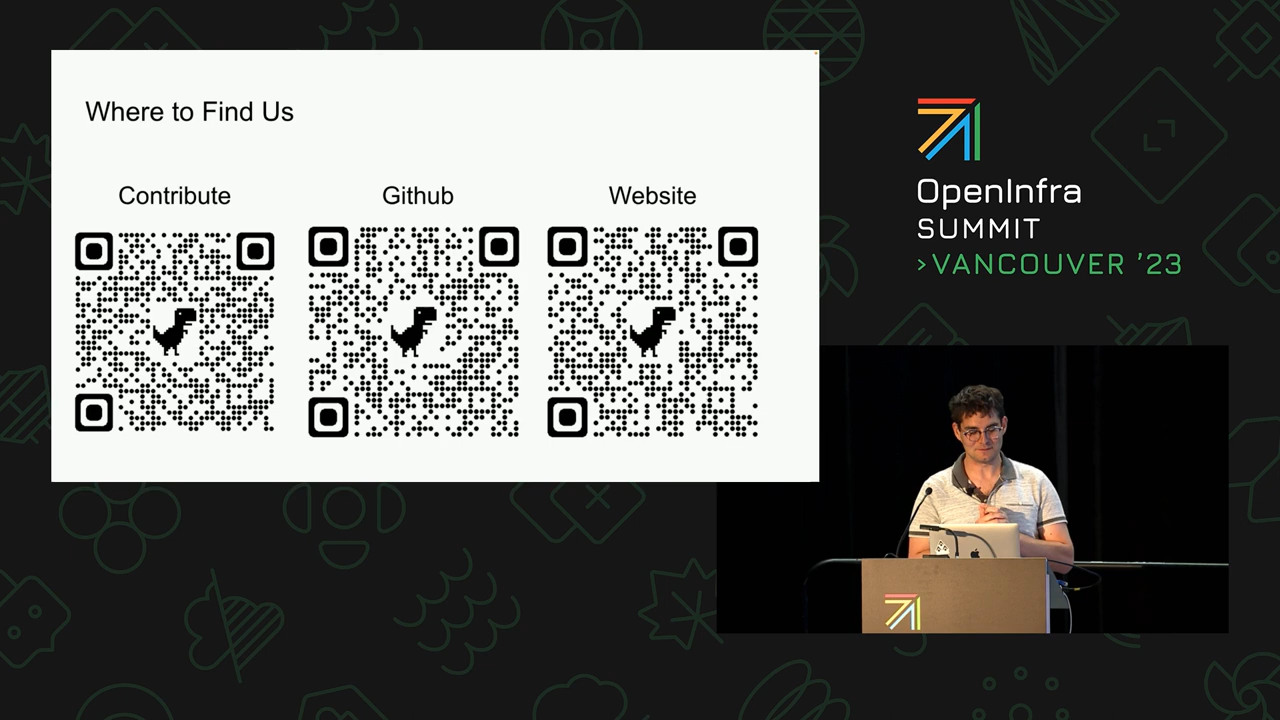 Where to Find Us
Contribute
Github
Website
OpenInfra
SUMMIT
>VANCOUVER ’23